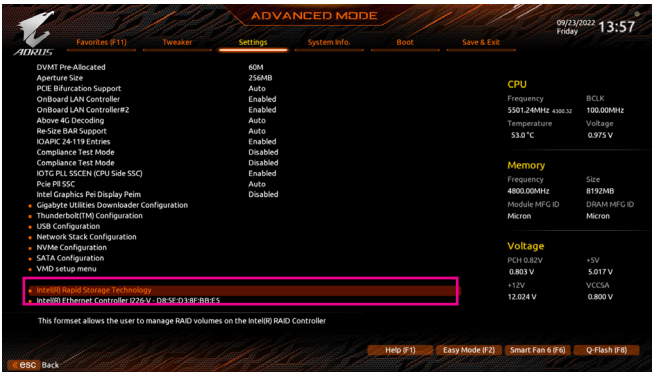 ADVANCED MODE
09/23/2022 13:57
Friday
AORUS
Favorites (F11) Tweaker Settings System Info. Boot Save & Exit
DVMT Pre-Allocated 60M
Aperture Size 256MB
PCIE Bifurcation Support Auto
OnBoard LAN Controller Enabled
OnBoard LAN Controller#2 Enabled
Above 4G Decoding Auto
Re-Size BAR Support Auto
IOAPIC 24-119 Entries Enabled
Compliance Test Mode Disabled
Compliance Test Mode Disabled
IOTG PLL SSCEN (CPU Side SSC) Enabled
Pcie Pll SSC Auto
Intel Graphics Pei Display Peim Disabled
Gigabyte Utilities Downloader Configuration
Thunderbolt(TM) Configuration
USB Configuration
Network Stack Configuration
NVMe Configuration
SATA Configuration
VMD setup menu
Intel(R) Rapid Storage Technology
Intel(R) Ethernet Controller I226-V - D8:5E:D3:8F:BB:E5
This formset allows the user to manage RAID volumes on the Intel(R) RAID Controller
CPU
Frequency BCLK
5501.24MHz 4300.32 100.00MHz
Temperature Voltage
53.0 °C 0.975 V
Memory
Frequency Size
4800.00MHz 8192MB
Module MFG ID DRAM MFG ID
Micron Micron
Voltage
PCH 0.82V +5V
0.803 V 5.017 V
+12V VCCSA
12.024 V 0.800 V
Help (F1) Easy Mode (F2) Smart Fan 6 (F6) Q-Flash (F8)
esc Back